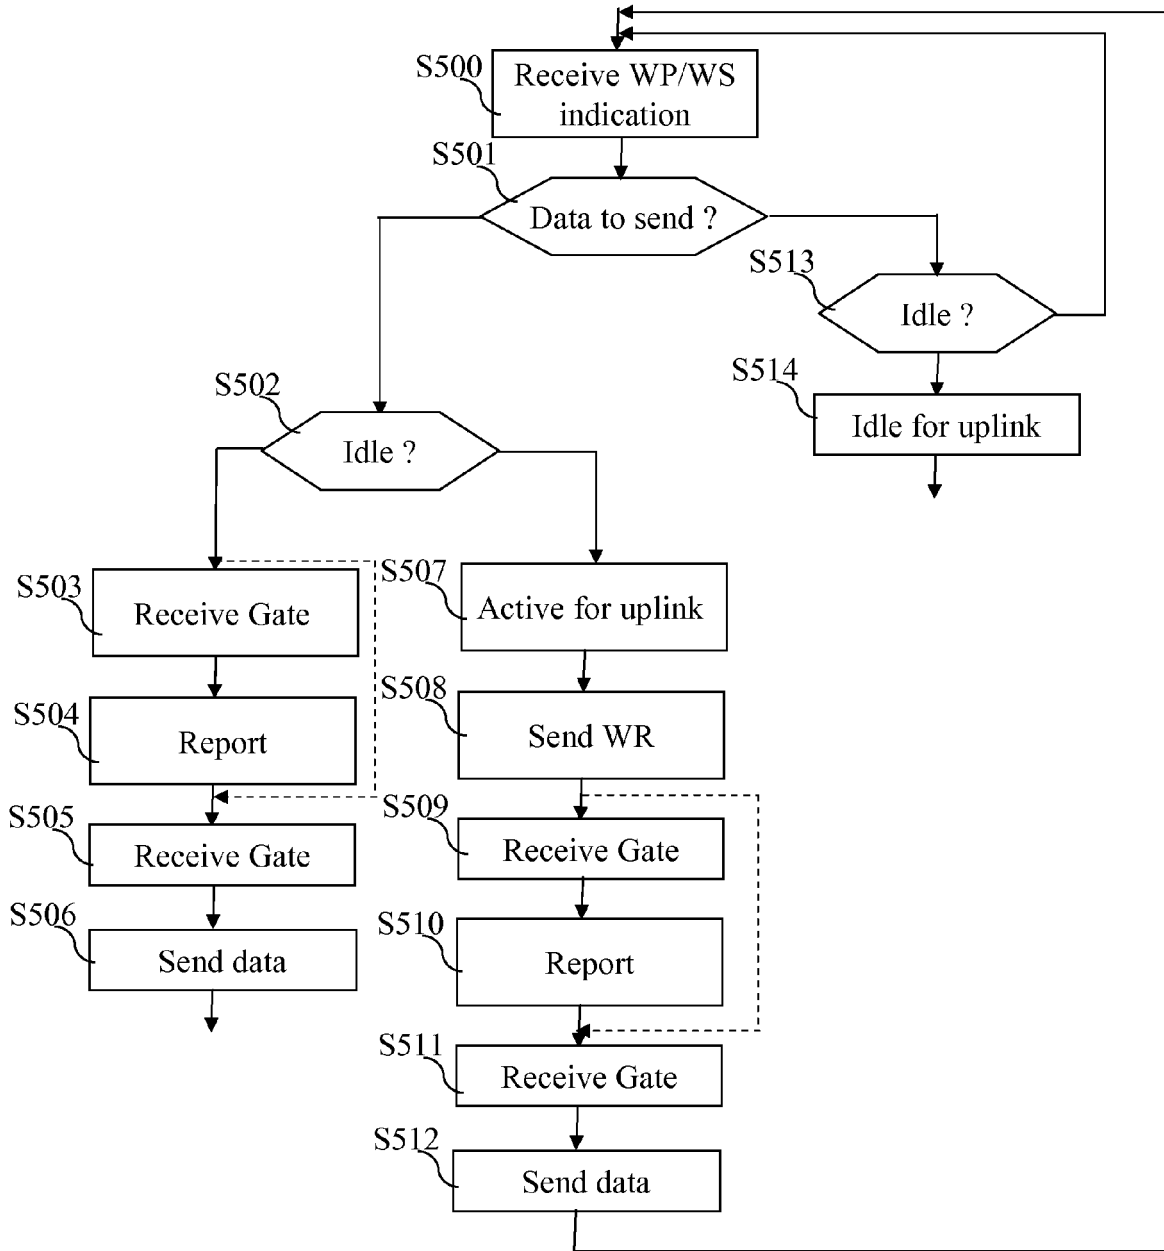 S500
Receive WP/WS
indication
S501
Data to send ?
S513
Idle ?
S514
Idle for uplink
S502
Idle ?
S503
Receive Gate
S504
Report
S505
Receive Gate
S506
Send data
S507
Active for uplink
S508
Send WR
S509
Receive Gate
S510
Report
S511
Receive Gate
S512
Send data